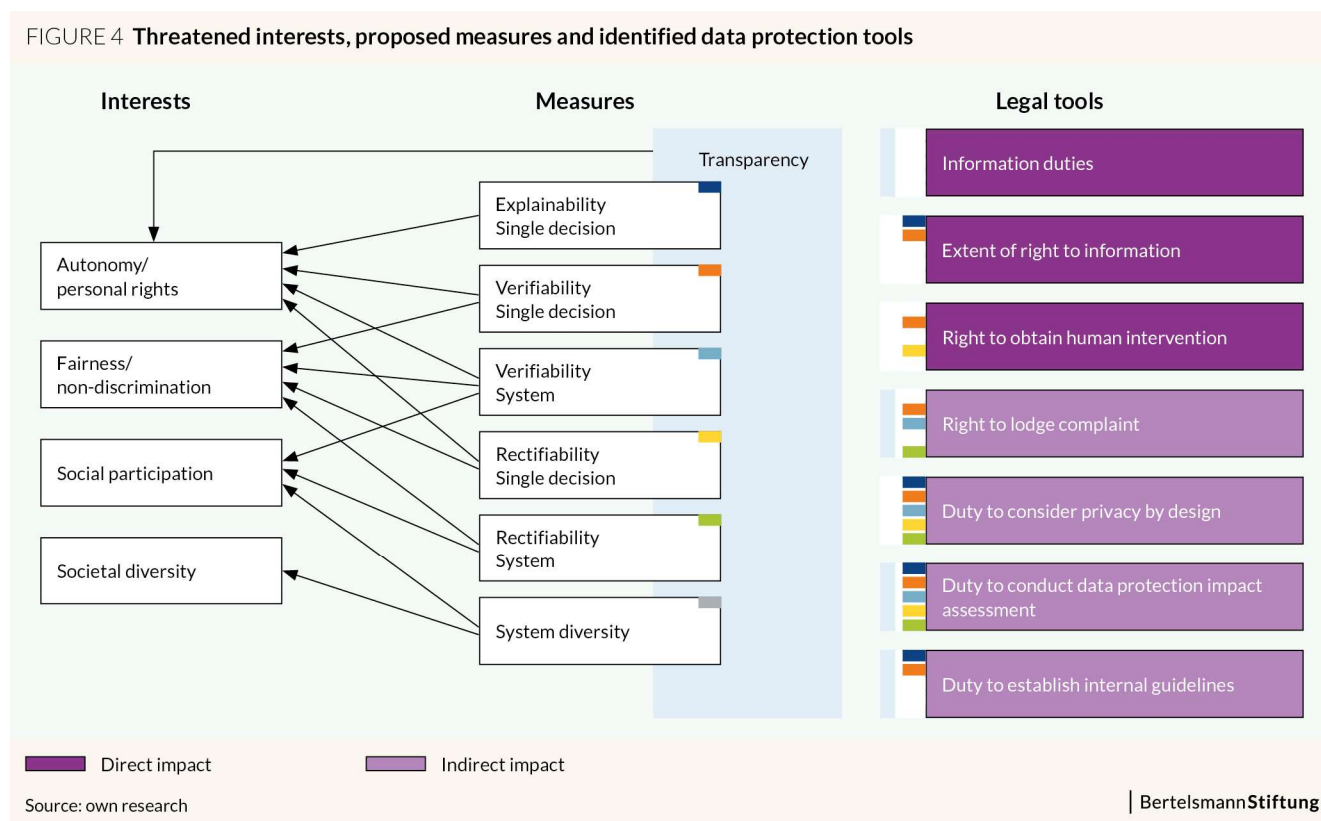 FIGURE 4 Threatened interests, proposed measures and identified data protection tools
Interests
Measures
Legal tools
Transparency
Autonomy/
personal rights
Fairness/
non-discrimination
Social participation
Societal diversity
Explainability
Single decision
Verifiability
Single decision
Verifiability
System
Rectifiability
Single decision
Rectifiability
System
System diversity
Information duties
Extent of right to information
Right to obtain human intervention
Right to lodge complaint
Duty to consider privacy by design
Duty to conduct data protection impact
assessment
Duty to establish internal guidelines
Direct impact
Indirect impact
Source: own research
BertelsmannStiftung